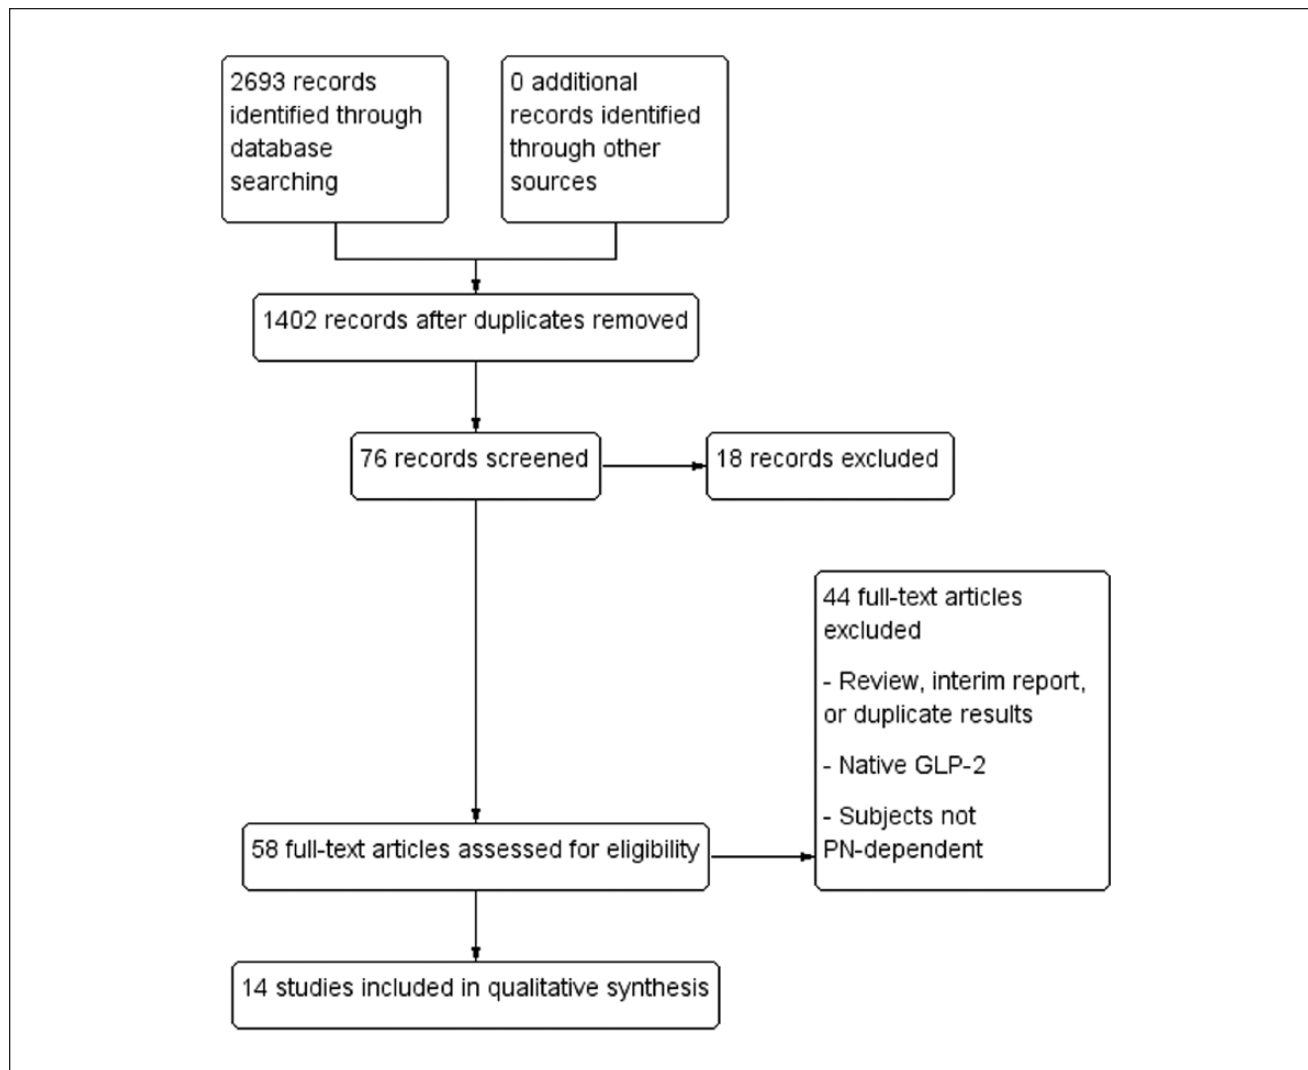 2693 records
identified through
database
searching
0 additional
records identified
through other
sources
1402 records after duplicates removed
76 records screened
18 records excluded
44 full-text articles
excluded
- Review, interim report,
or duplicate results
- Native GLP-2
- Subjects not
PN-dependent
58 full-text articles assessed for eligibility
14 studies included in qualitative synthesis